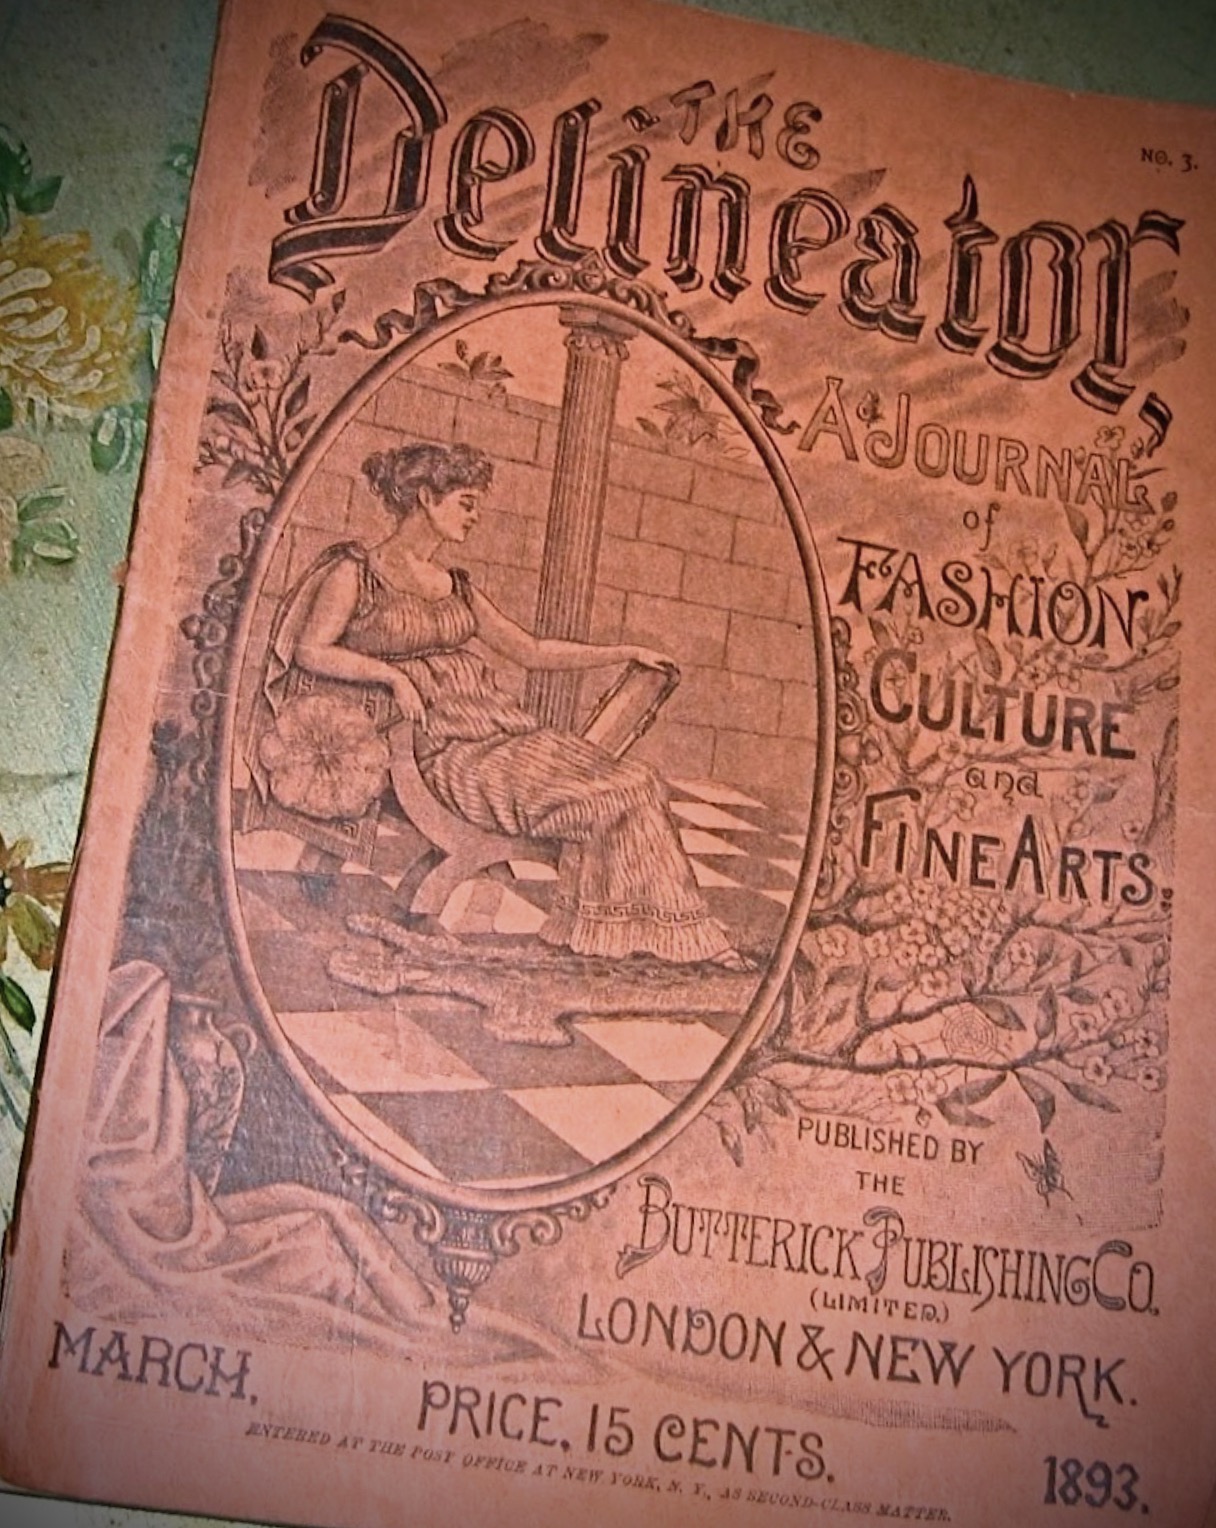 THE
NO. 3.
Delineator,
A JOURNAL
of
FASHION
CULTURE
and
FINE ARTS.
PUBLISHED BY
THE
BUTTERICK PUBLISHING CO.
(LIMITED.)
LONDON & NEW YORK.
MARCH,
PRICE, 15 CENTS.
1893.
ENTERED AT THE POST OFFICE AT NEW YORK, N. Y., AS SECOND-CLASS MATTER.